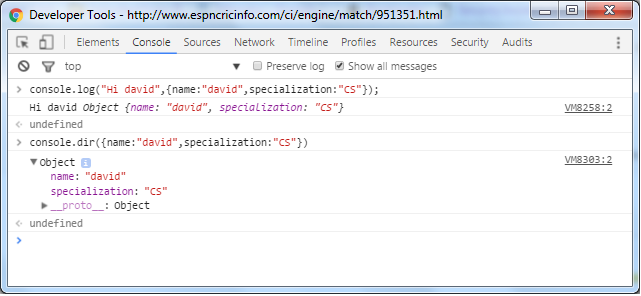 Developer Tools - http://www.espncricinfo.com/ci/engine/match/951351.html
Elements Console Sources Network Timeline Profiles Application Security Audits
top Preserve log Show all messages
console.log("Hi david",{name:"david",specialization:"CS"});
Hi david Object {name: "david", specialization: "CS"} VM8258:2
undefined
console.dir({name:"david",specialization:"CS"})
Object i VM8303:2
name: "david"
specialization: "CS"
__proto__: Object
undefined